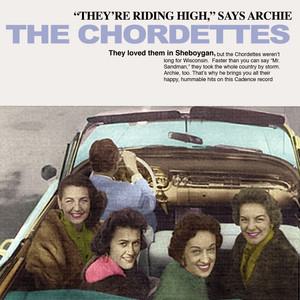 “THEY’RE RIDING HIGH,” SAYS ARCHIE
THE CHORDETTES
They loved them in Sheboygan, but the Chordettes weren’t
long for Wisconsin. Faster than you can say “Mr.
Sandman,” they took the whole country by storm.
Archie, too. That’s why he brings you all their
happy, hummable hits on this Cadence record